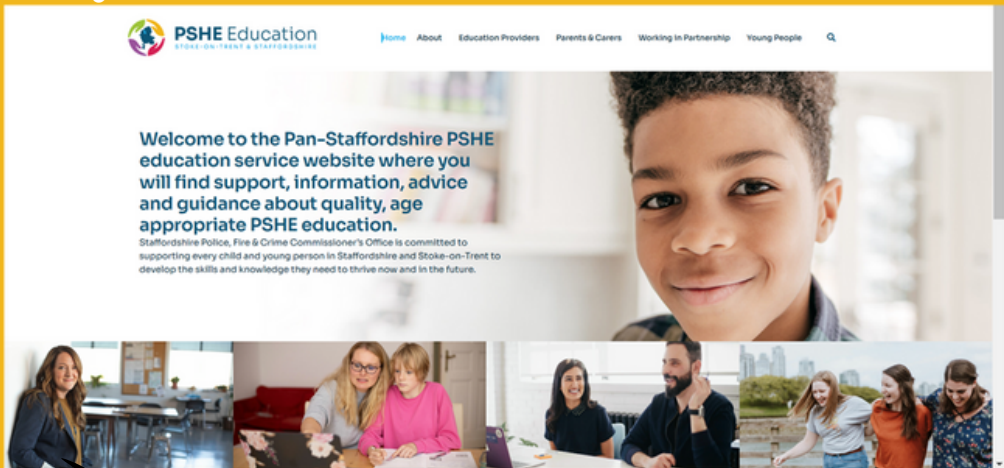 PSHE Education
STOKE-ON-TRENT & STAFFORDSHIRE
Home About Education Providers Parents & Carers Working in Partnership Young People
Welcome to the Pan-Staffordshire PSHE
education service website where you
will find support, information, advice
and guidance about quality, age
appropriate PSHE education.
Staffordshire Police, Fire & Crime Commissioner's Office is committed to
supporting every child and young person in Staffordshire and Stoke-on-Trent to
develop the skills and knowledge they need to thrive now and in the future.